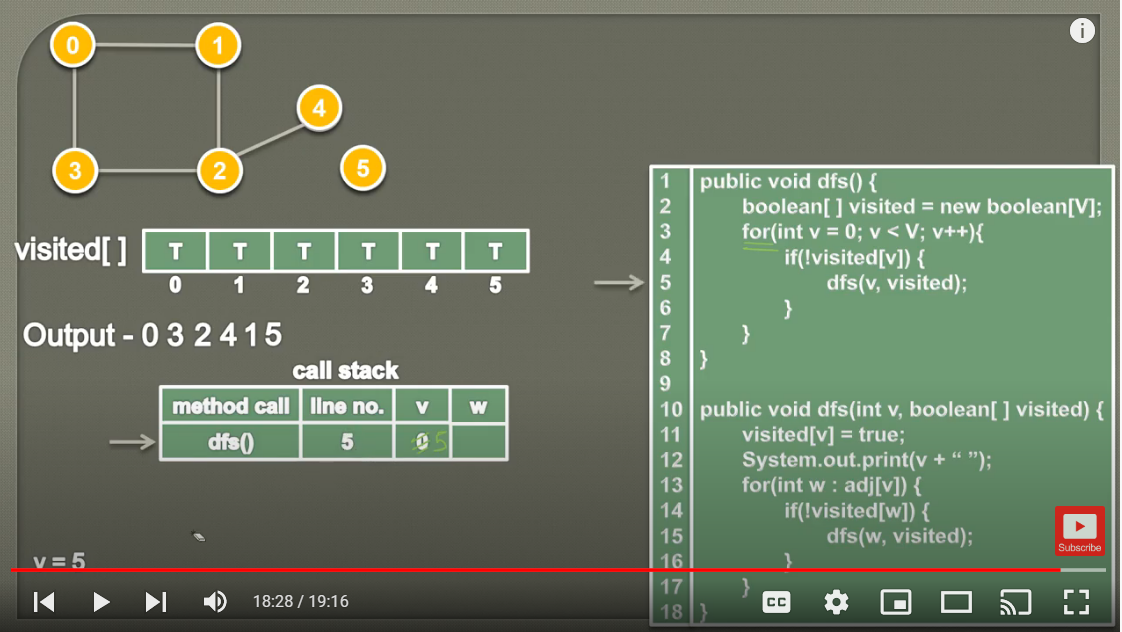 0
1
4
3
2
5
visited[ ]
T T T T T T
0 1 2 3 4 5
Output - 0 3 2 4 1 5
call stack
method call line no. v w
dfs() 5 5
v = 5
1 public void dfs() {
2 boolean[ ] visited = new boolean[V];
3 for(int v = 0; v < V; v++){
4 if(!visited[v]) {
5 dfs(v, visited);
6 }
7 }
8 }
9
10 public void dfs(int v, boolean[ ] visited) {
11 visited[v] = true;
12 System.out.print(v + “ ”);
13 for(int w : adj[v]) {
14 if(!visited[w]) {
15 dfs(w, visited);
16 }
17 }
18 }
Subscribe
18:28 / 19:16
CC